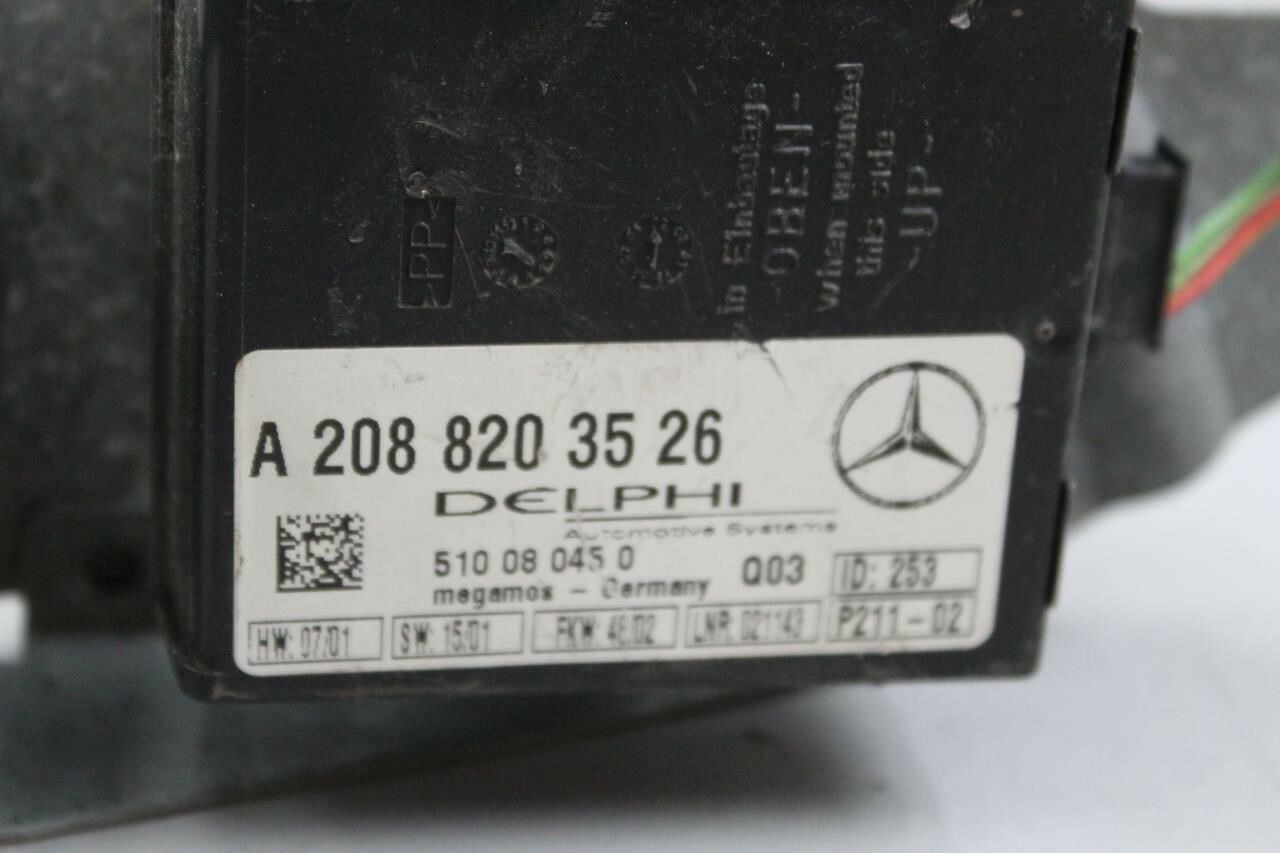 in Einbaulage
-OBEN-
when mounted
this side
-UP-
PP
A 208 820 35 26
DELPHI
Automotive Systems
510 08 045 0
megamos - Germany
Q03
ID: 253
HW: 07/01
SW: 15/01
FKW: 48/02
LNR: 021143
P211-02